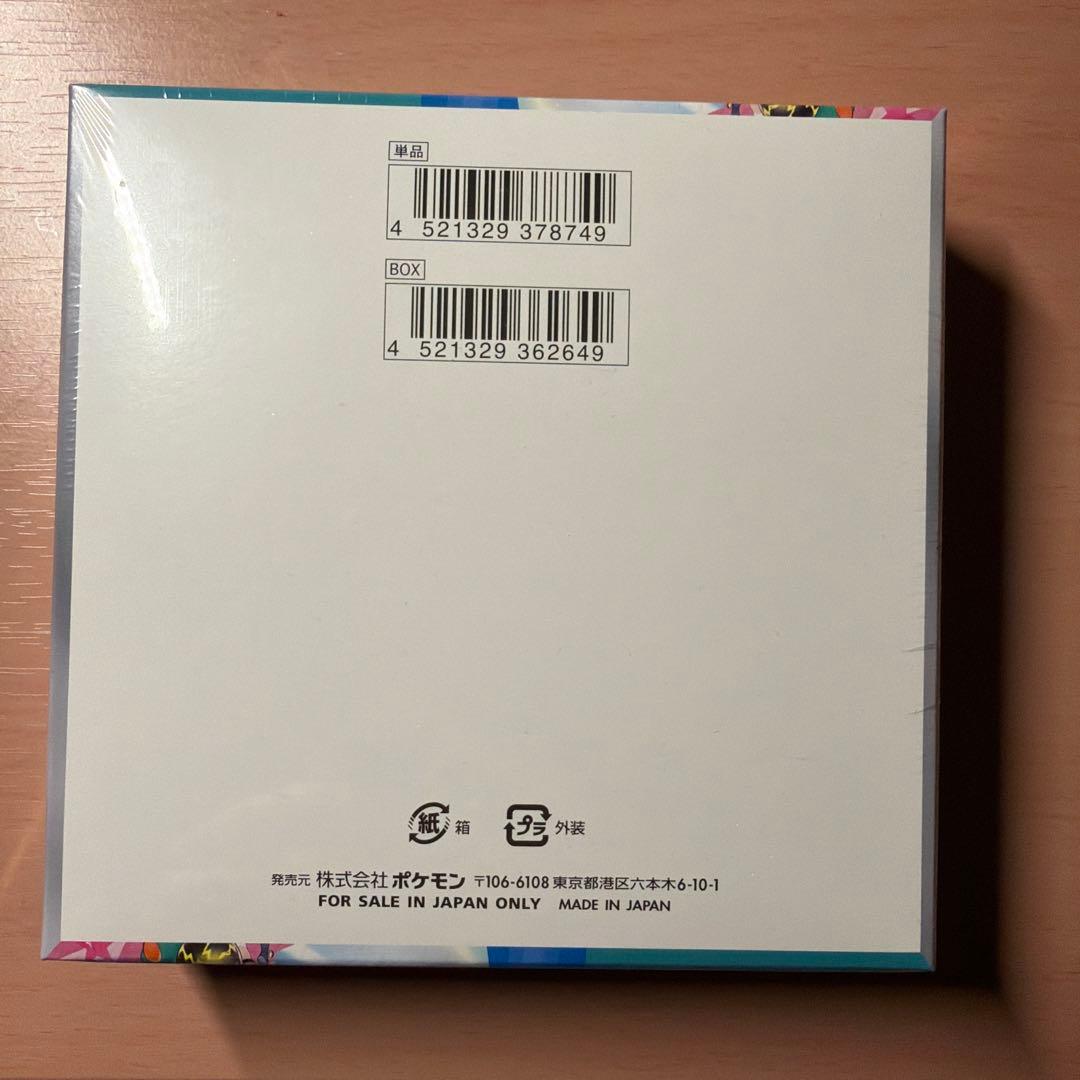 単品
4 521329 378749
BOX
4 521329 362649
紙 箱 プラ 外装
発売元 株式会社 ポケモン 〒106-6108 東京都港区六本木6-10-1
FOR SALE IN JAPAN ONLY MADE IN JAPAN